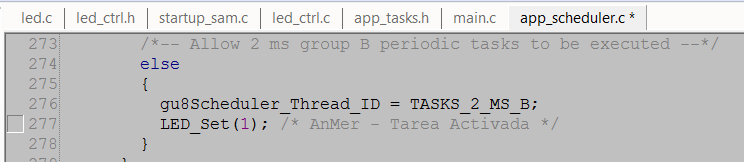 led.c led_ctrl.h startup_sam.c led_ctrl.c app_tasks.h main.c app_scheduler.c *
273 /*-- Allow 2 ms group B periodic tasks to be executed --*/
274 else
275 {
276 gu8Scheduler_Thread_ID = TASKS_2_MS_B;
277 LED_Set(1); /* AnMer - Tarea Activada */
278 }